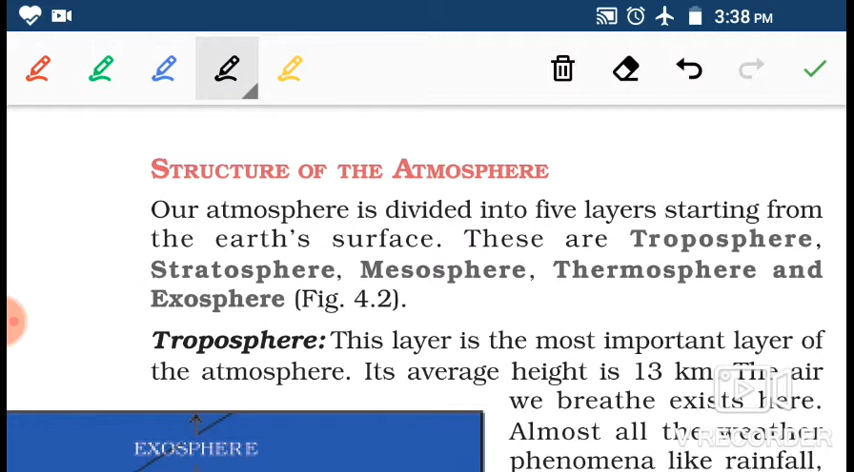 3:38 PM
STRUCTURE OF THE ATMOSPHERE
Our atmosphere is divided into five layers starting from
the earth's surface. These are Troposphere,
Stratosphere, Mesosphere, Thermosphere and
Exosphere (Fig. 4.2).
Troposphere: This layer is the most important layer of
the atmosphere. Its average height is 13 km. The air
we breathe exists here.
Almost all the weather
phenomena like rainfall,
EXOSPHERE
V RECORDER